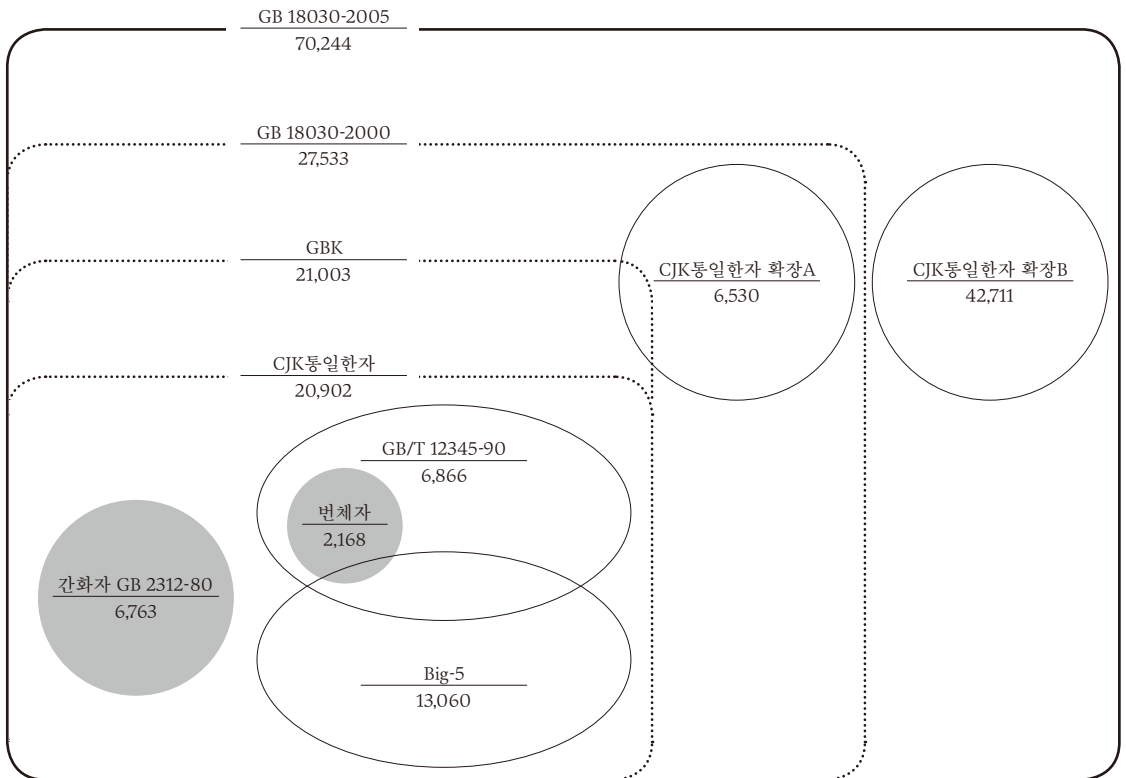 GB 18030-2005
70,244
GB 18030-2000
27,533
GBK
21,003
CJK통일한자 확장A
6,530
CJK통일한자 확장B
42,711
CJK통일한자
20,902
GB/T 12345-90
6,866
번체자
2,168
간화자 GB 2312-80
6,763
Big-5
13,060